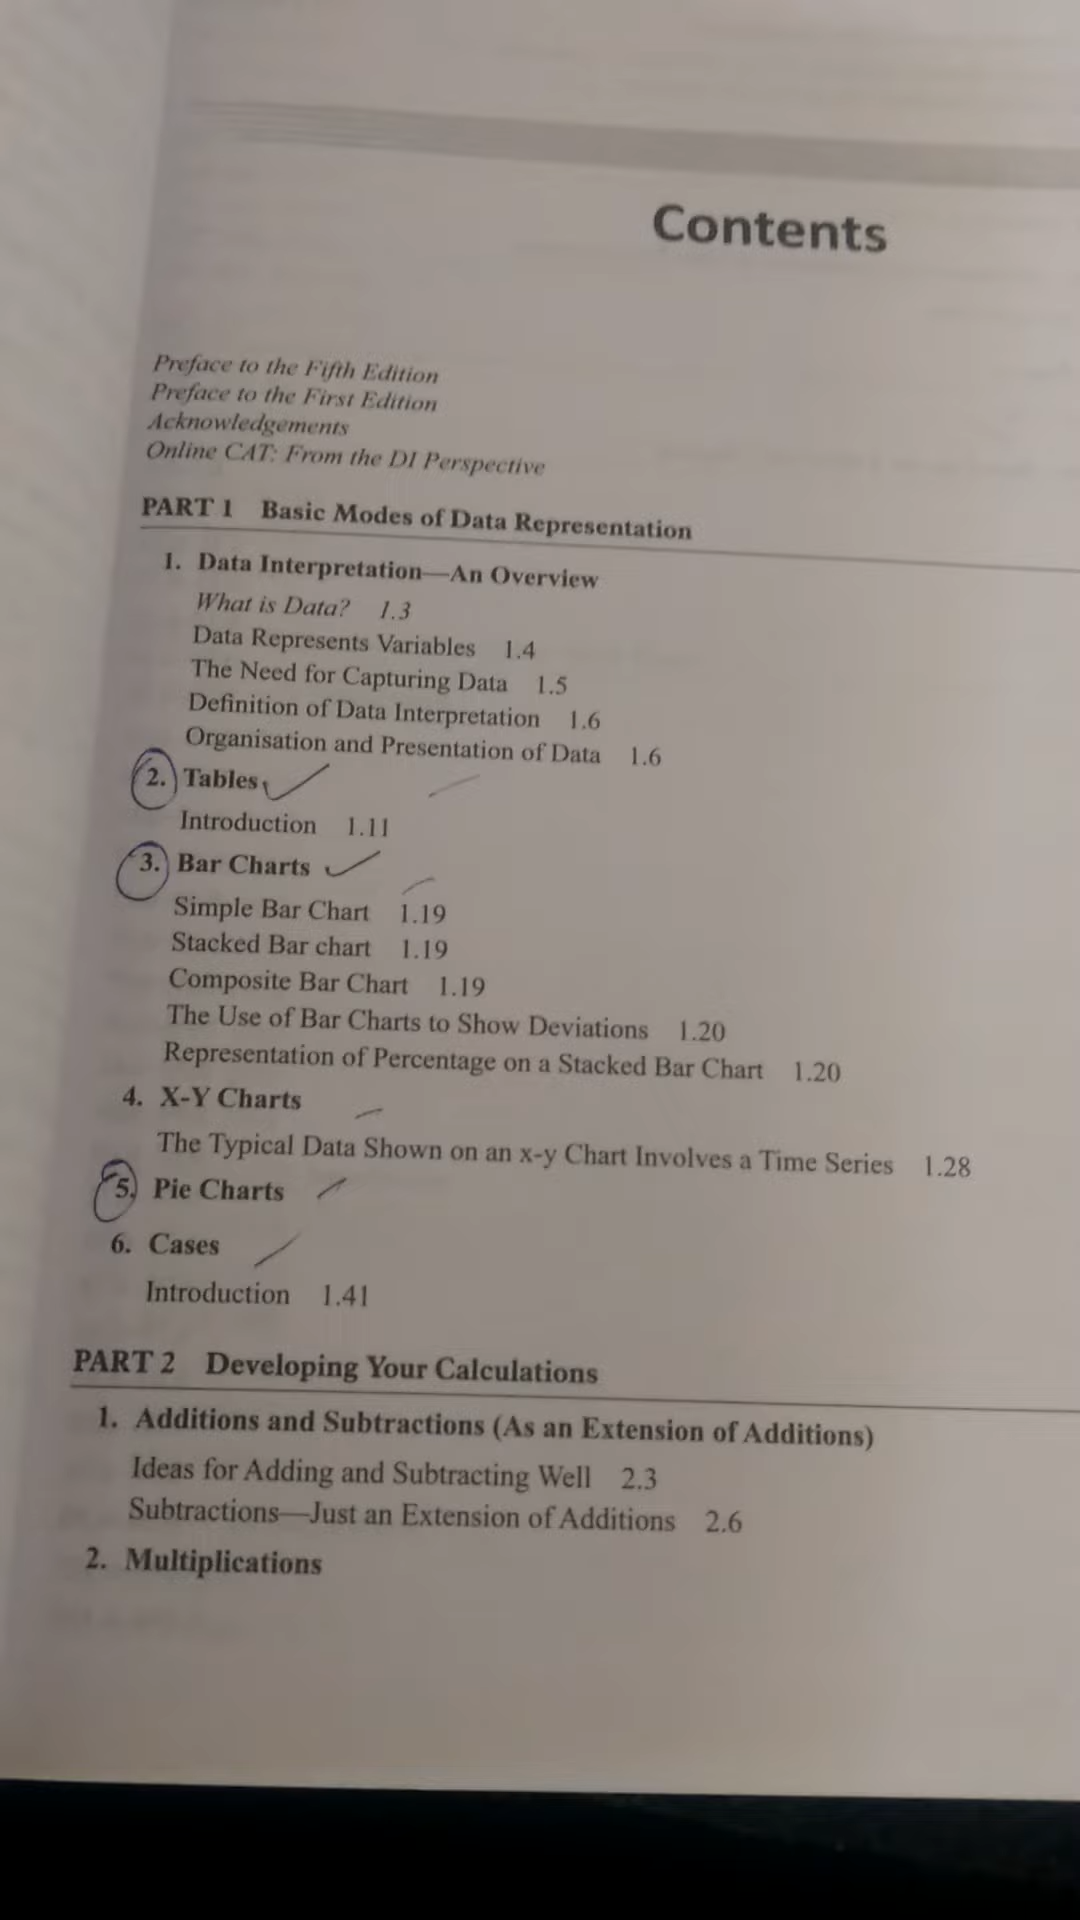 Contents
Preface to the Fifth Edition
Preface to the First Edition
Acknowledgements
Online CAT: From the DI Perspective
PART 1 Basic Modes of Data Representation
1. Data Interpretation—An Overview
What is Data? 1.3
Data Represents Variables 1.4
The Need for Capturing Data 1.5
Definition of Data Interpretation 1.6
Organisation and Presentation of Data 1.6
2. Tables
Introduction 1.11
3. Bar Charts
Simple Bar Chart 1.19
Stacked Bar chart 1.19
Composite Bar Chart 1.19
The Use of Bar Charts to Show Deviations 1.20
Representation of Percentage on a Stacked Bar Chart 1.20
4. X-Y Charts
The Typical Data Shown on an x-y Chart Involves a Time Series 1.28
5. Pie Charts
6. Cases
Introduction 1.41
PART 2 Developing Your Calculations
1. Additions and Subtractions (As an Extension of Additions)
Ideas for Adding and Subtracting Well 2.3
Subtractions—Just an Extension of Additions 2.6
2. Multiplications